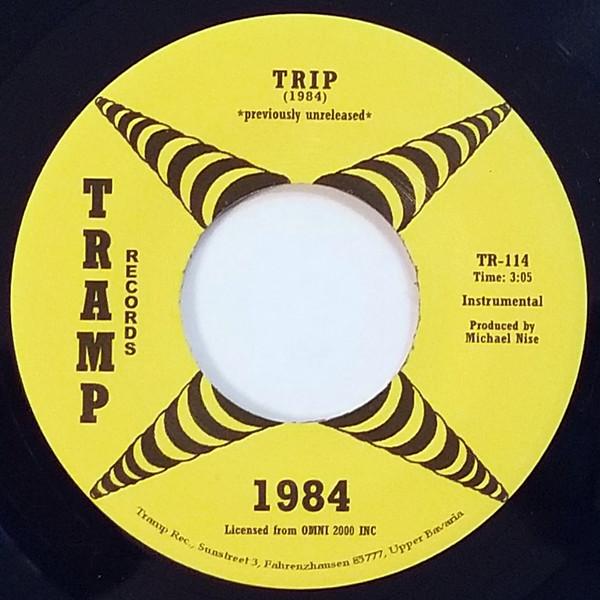 TRIP
(1984)
*previously unreleased*
TRAMP
RECORDS
TR-114
Time: 3:05
Instrumental
Produced by
Michael Nise
1984
Licensed from OMNI 2000 INC
Tramp Rec., Sunstreet 3, Fahrenzhausen 85777, Upper Bavaria